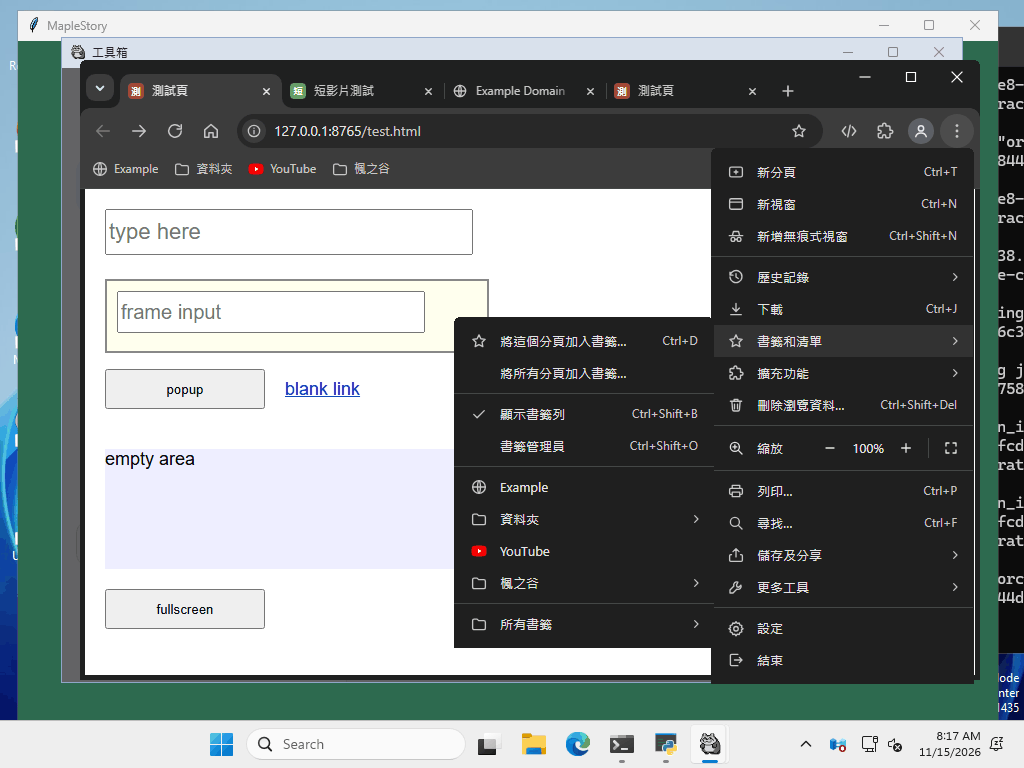 MapleStory
工具箱
測 測試頁
短 短影片測試
Example Domain
測 測試頁
127.0.0.1:8765/test.html
Example
資料夾
YouTube
楓之谷
type here
frame input
popup
blank link
empty area
fullscreen
新分頁 Ctrl+T
新視窗 Ctrl+N
新增無痕式視窗 Ctrl+Shift+N
歷史記錄
下載 Ctrl+J
書籤和清單
擴充功能
刪除瀏覽資料... Ctrl+Shift+Del
縮放 − 100% +
列印... Ctrl+P
尋找... Ctrl+F
儲存及分享
更多工具
設定
結束
將這個分頁加入書籤... Ctrl+D
將所有分頁加入書籤...
顯示書籤列 Ctrl+Shift+B
書籤管理員 Ctrl+Shift+O
Example
資料夾
YouTube
楓之谷
所有書籤
Search
8:17 AM
11/15/2026